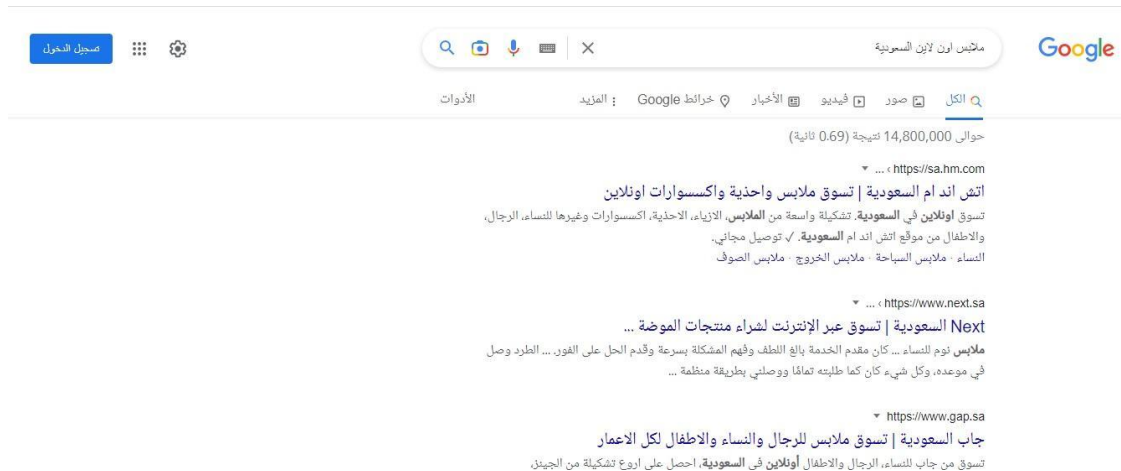 Google
ملابس اون لاين السعودية
تسجيل الدخول
الكل صور فيديو الأخبار خرائط Google المزيد الأدوات
حوالى 14,800,000 نتيجة (0.69 ثانية)
https://sa.hm.com › ...
اتش اند ام السعودية | تسوق ملابس واحذية واكسسوارات اونلاين
تسوق اونلاين في السعودية. تشكيلة واسعة من الملابس، الازياء، الاحذية، اكسسوارات وغيرها للنساء، الرجال،
والاطفال من موقع اتش اند ام السعودية. ✓ توصيل مجاني.
النساء · ملابس السباحة · ملابس الخروج · ملابس الصوف
https://www.next.sa › ...
Next السعودية | تسوق عبر الإنترنت لشراء منتجات الموضة ...
ملابس نوم للنساء ... كان مقدم الخدمة بالغ اللطف وفهم المشكلة بسرعة وقدم الحل على الفور. ... الطرد وصل
في موعده، وكل شيء كان كما طلبته تمامًا ووصلني بطريقة منظمة ...
https://www.gap.sa
جاب السعودية | تسوق ملابس للرجال والنساء والاطفال لكل الاعمار
تسوق من جاب للنساء، الرجال والاطفال أونلاين في السعودية، احصل على اروع تشكيلة من الجينز،